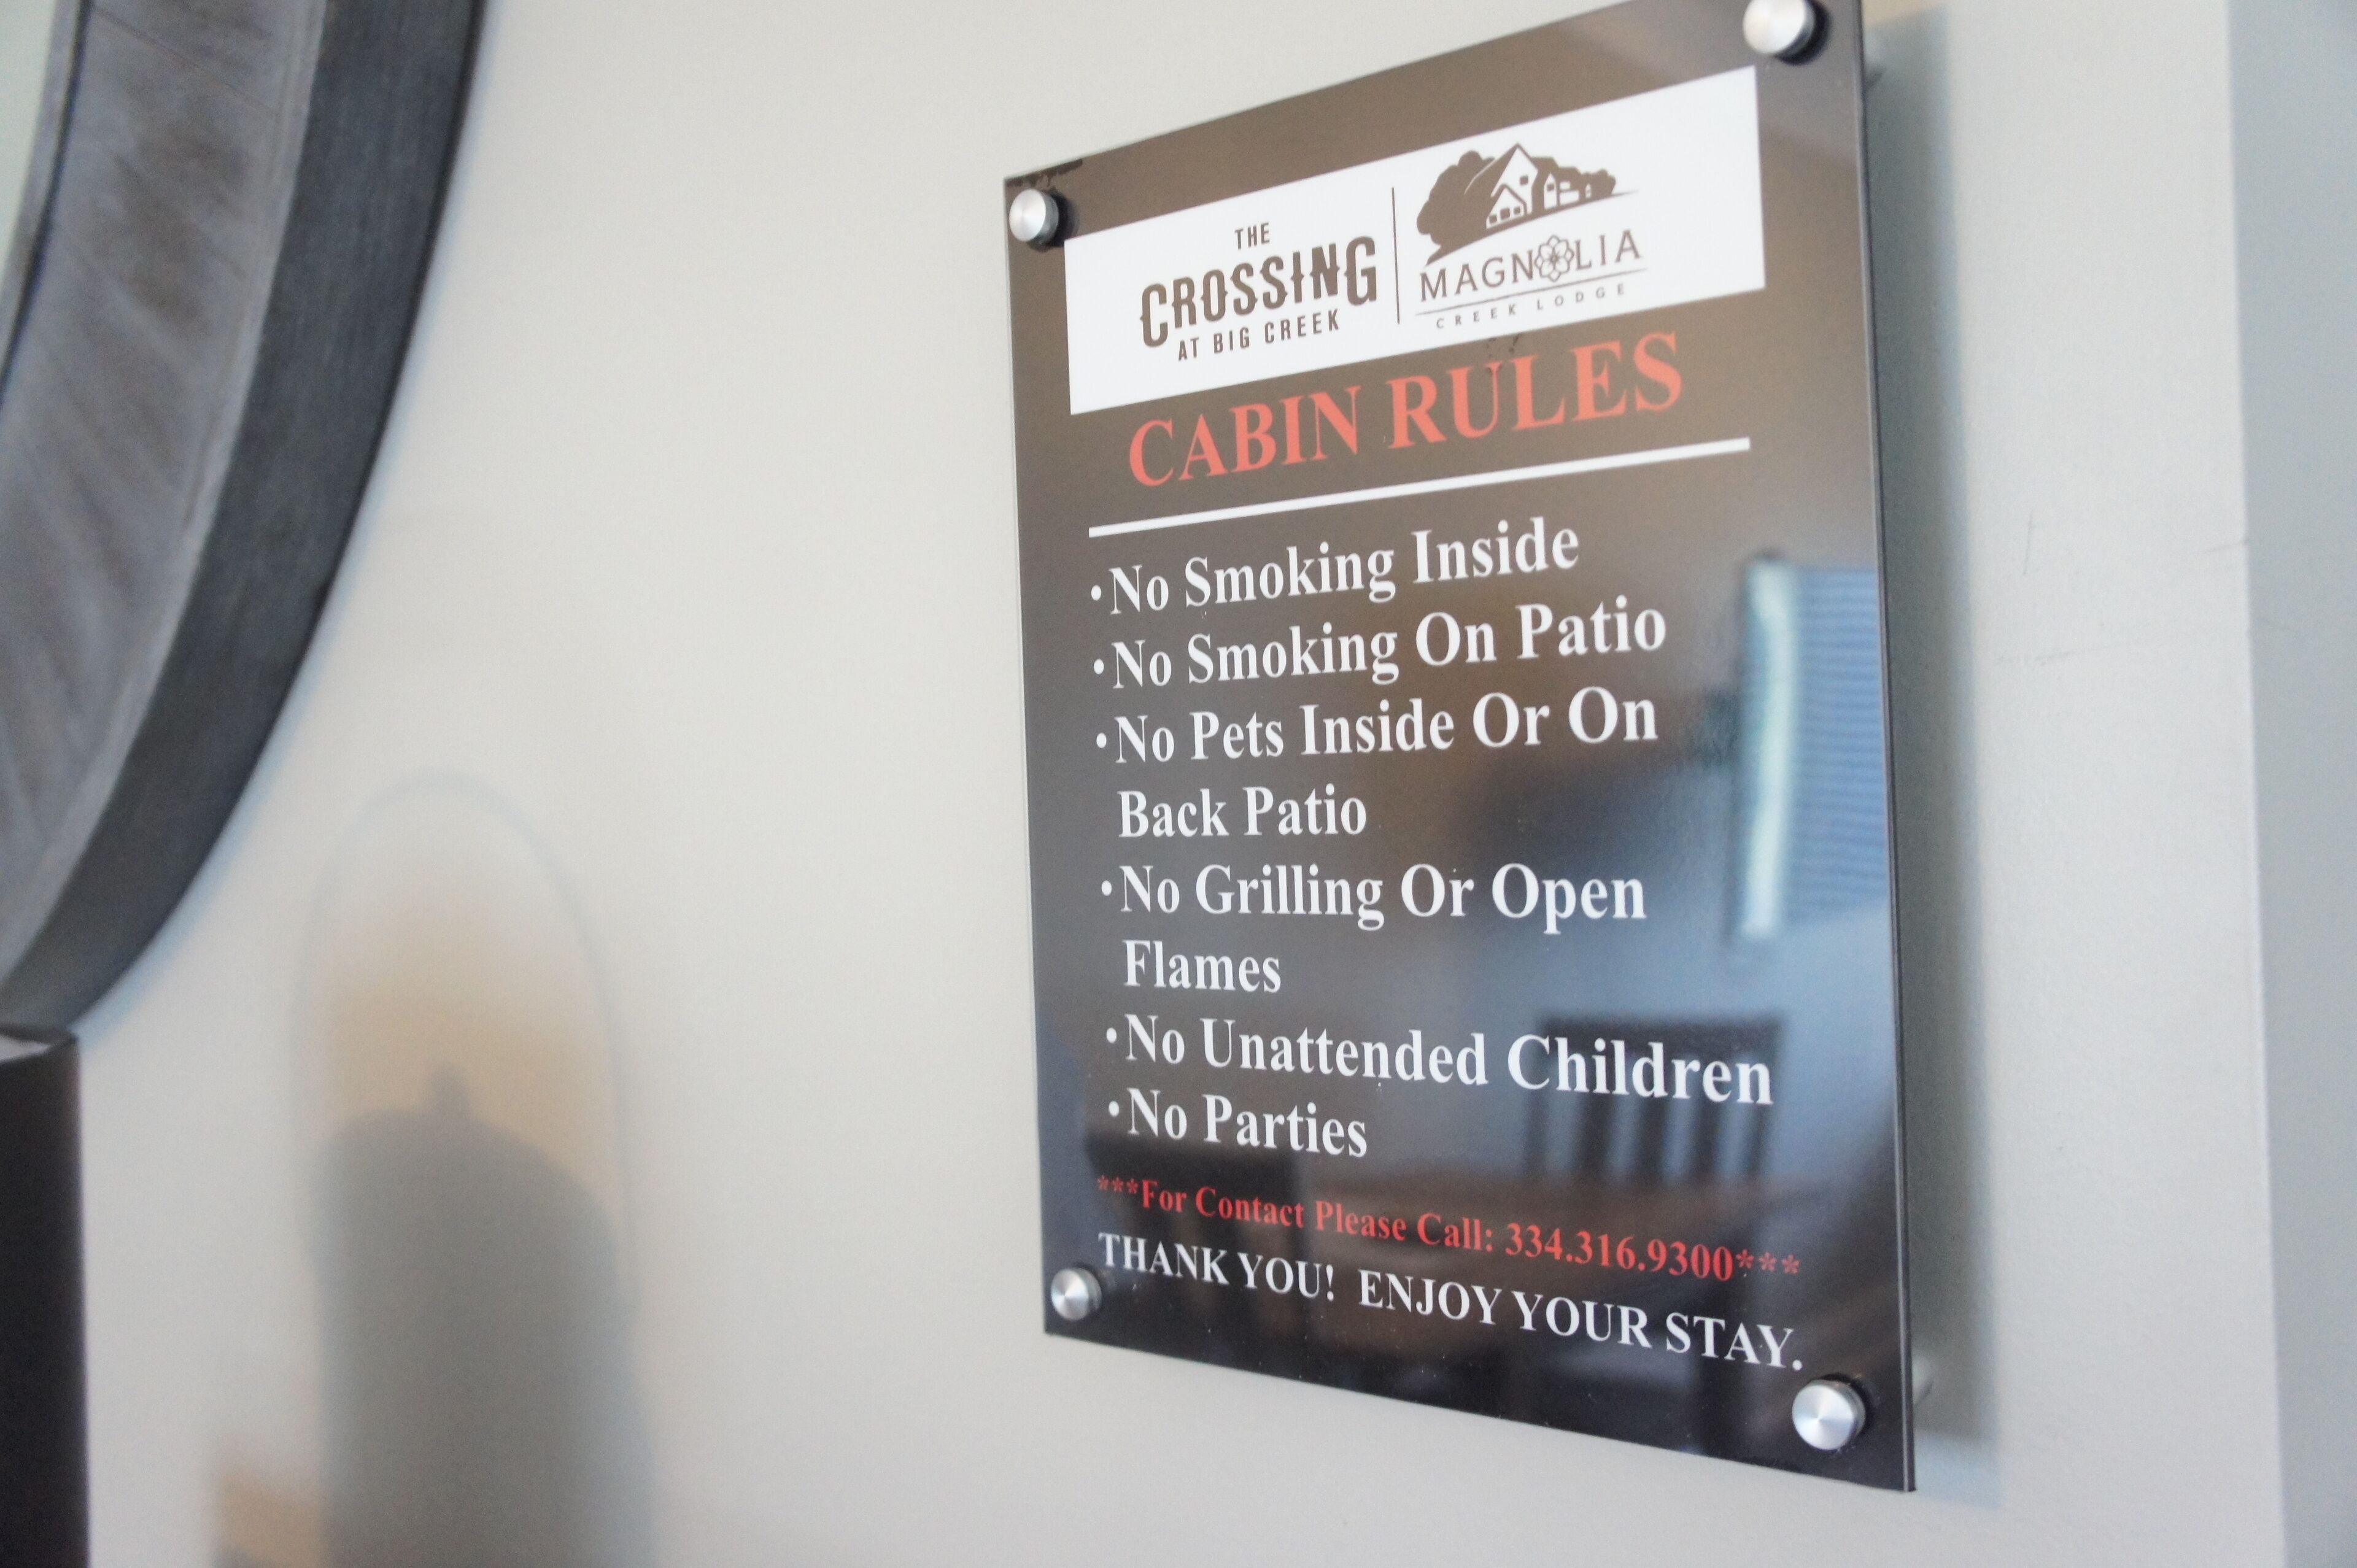 THE
CROSSING
AT BIG CREEK
MAGNOLIA
CREEK LODGE
CABIN RULES
•No Smoking Inside
•No Smoking On Patio
•No Pets Inside Or On
Back Patio
•No Grilling Or Open
Flames
•No Unattended Children
•No Parties
***For Contact Please Call: 334.316.9300***
THANK YOU! ENJOY YOUR STAY.